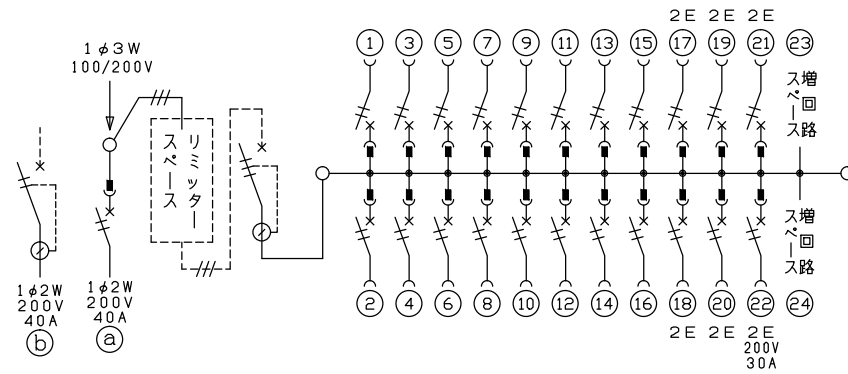 2E 2E 2E
1 3 5 7 9 11 13 15 17 19 21 23
1φ3W
100/200V
増回路
スペース
リミッター
スペース
増回路
スペース
1φ2W
200V
40A
b
1φ2W
200V
40A
a
2 4 6 8 10 12 14 16 18 20 22 24
2E 2E 2E
200V
30A